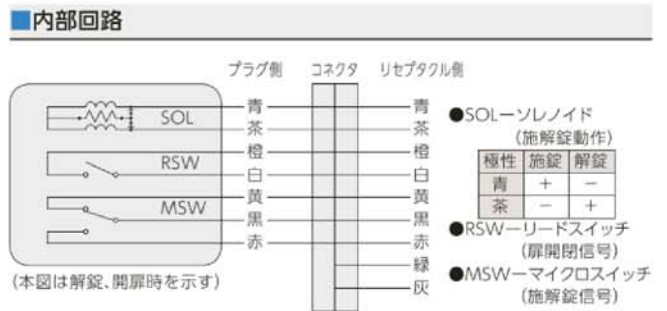 ■内部回路
プラグ側 コネクタ リセプタクル側
SOL
RSW
MSW
青 青
茶 茶
橙 橙
白 白
黄 黄
黒 黒
赤 赤
緑
灰
(本図は解錠、開扉時を示す)
●SOLーソレノイド
(施解錠動作)
極性 施錠 解錠
青 + −
茶 − +
●RSWーリードスイッチ
(扉開閉信号)
●MSWーマイクロスイッチ
(施解錠信号)